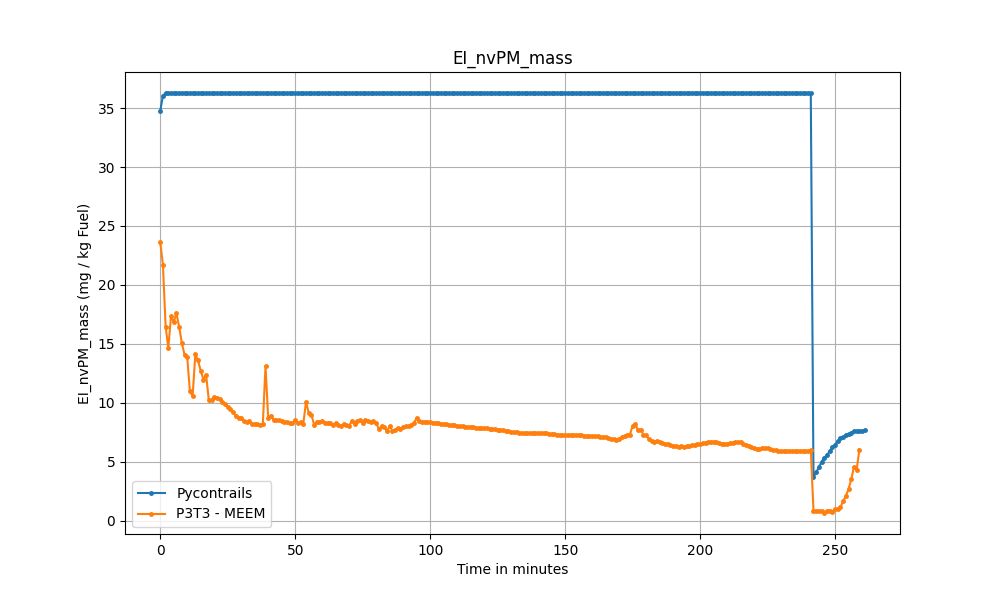 EI_nvPM_mass
EI_nvPM_mass (mg / kg Fuel)
35
30
25
20
15
10
5
0
Pycontrails
P3T3 - MEEM
0 50 100 150 200 250
Time in minutes